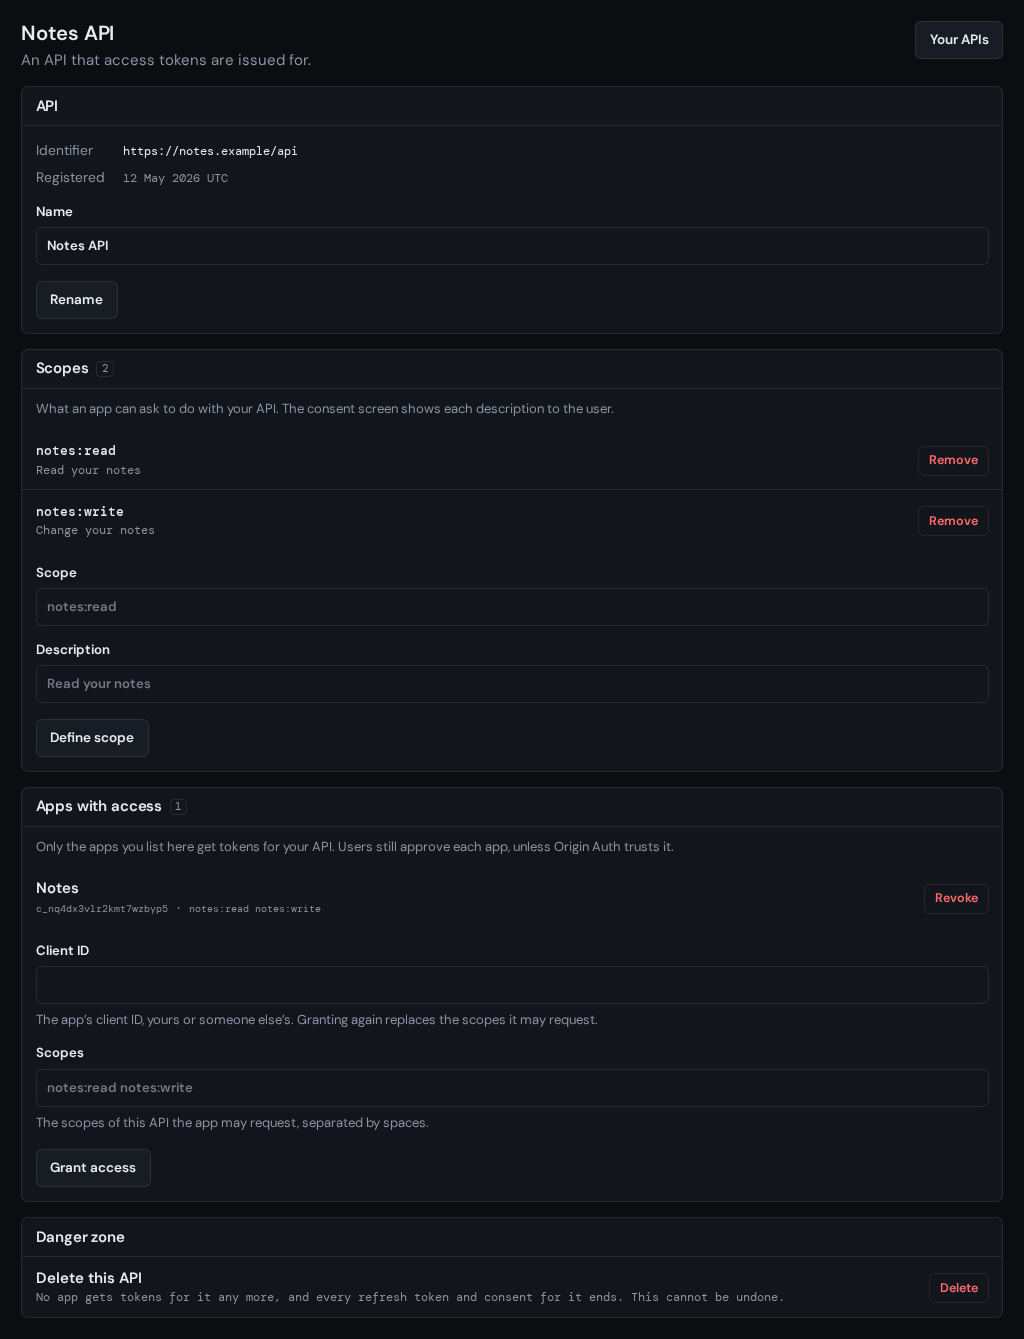 Notes API
An API that access tokens are issued for.
Your APIs
API
Identifier https://notes.example/api
Registered 12 May 2026 UTC
Name
Notes API
Rename
Scopes 2
What an app can ask to do with your API. The consent screen shows each description to the user.
notes:read
Read your notes
Remove
notes:write
Change your notes
Remove
Scope
notes:read
Description
Read your notes
Define scope
Apps with access 1
Only the apps you list here get tokens for your API. Users still approve each app, unless Origin Auth trusts it.
Notes
c_nq4dx3vlr2kmt7wzbyp5 · notes:read notes:write
Revoke
Client ID
The app’s client ID, yours or someone else’s. Granting again replaces the scopes it may request.
Scopes
notes:read notes:write
The scopes of this API the app may request, separated by spaces.
Grant access
Danger zone
Delete this API
No app gets tokens for it any more, and every refresh token and consent for it ends. This cannot be undone.
Delete